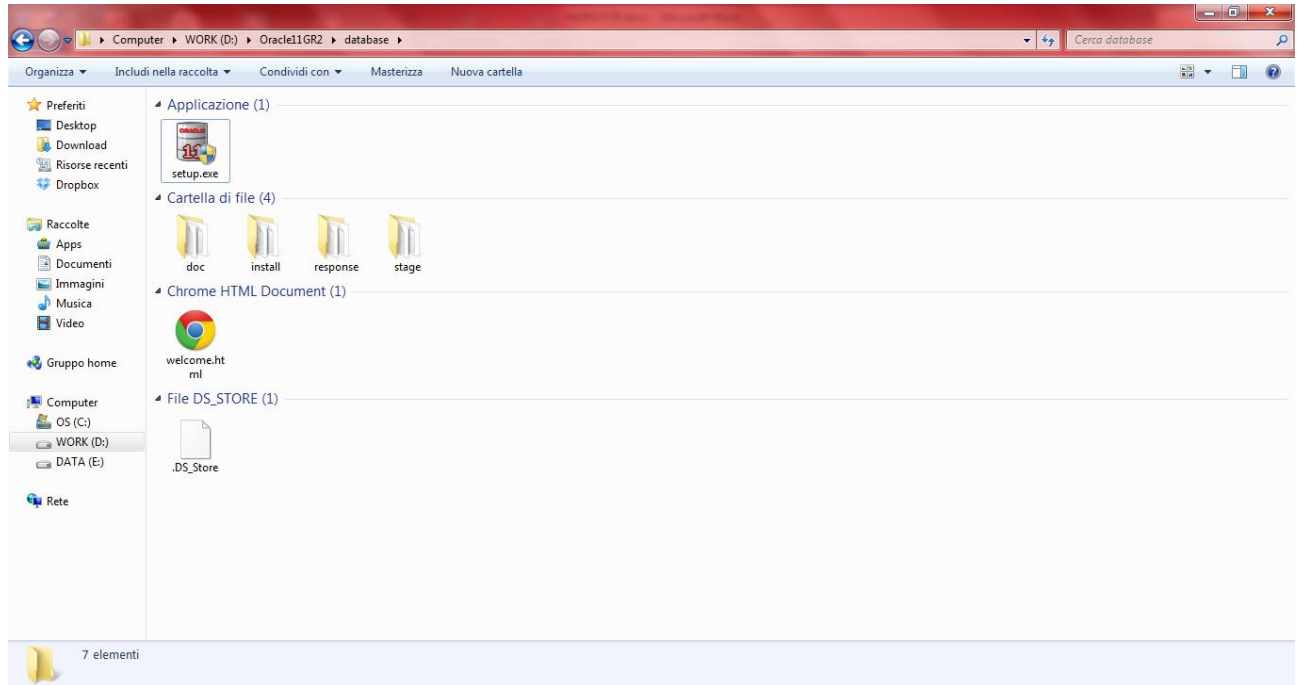 Computer ▸ WORK (D:) ▸ Oracle11GR2 ▸ database ▸
Cerca database
Organizza Includi nella raccolta Condividi con Masterizza Nuova cartella
Preferiti
Desktop
Download
Risorse recenti
Dropbox
Raccolte
Apps
Documenti
Immagini
Musica
Video
Gruppo home
Computer
OS (C:)
WORK (D:)
DATA (E:)
Rete
Applicazione (1)
ORACLE
11
setup.exe
Cartella di file (4)
doc install response stage
Chrome HTML Document (1)
welcome.ht
ml
File DS_STORE (1)
.DS_Store
7 elementi